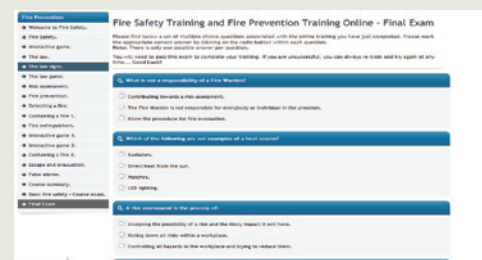 Fire Prevention
Welcome to Fire Safety.
Fire Safety.
Interactive game.
The law.
The law signs.
The law game.
Risk assessment.
Fire prevention.
Detecting a fire.
Containing a fire 1.
Fire extinguishers.
Interactive game 1.
Interactive game 2.
Containing a fire 2.
Escape and evacuation.
False alarms.
Course summary.
Basic fire safety - Course exam.
Final Exam
Fire Safety Training and Fire Prevention Training Online - Final Exam
Please find below a set of multiple choice questions associated with the online training you have just completed. Please mark
the appropriate correct answer by clicking on the radio button within each question.
Note: There is only one possible answer per question.
You will need to pass this exam to complete your training. If you are unsuccessful, you can always re-train and try again at any
time.... Good luck!
Q. What is not a responsibility of a Fire Warden?
Contributing towards a risk assessment.
The Fire Warden is not responsible for everybody or individual in the premises.
Know the procedure for fire evacuation.
Q. Which of the following are not examples of a heat source?
Radiators.
Direct heat from the sun.
Matches.
LED lighting.
Q. A risk assessment is the process of:
Analysing the possibility of a risk and the likely impact it will have.
Noting down all risks within a workplace.
Controlling all hazards in the workplace and trying to reduce them.